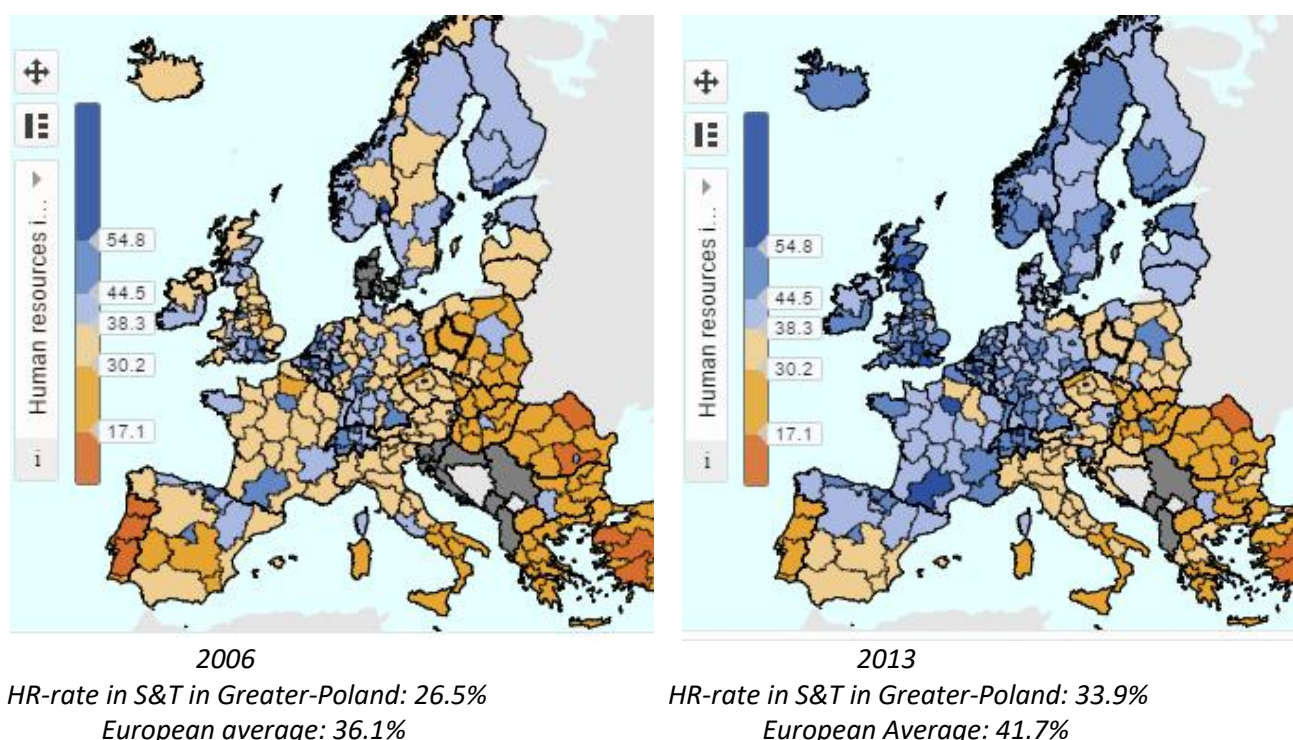 Human resources i...
54.8
44.5
38.3
30.2
17.1
i
Human resources i...
54.8
44.5
38.3
30.2
17.1
i
2006
HR-rate in S&T in Greater-Poland: 26.5%
European average: 36.1%
2013
HR-rate in S&T in Greater-Poland: 33.9%
European Average: 41.7%